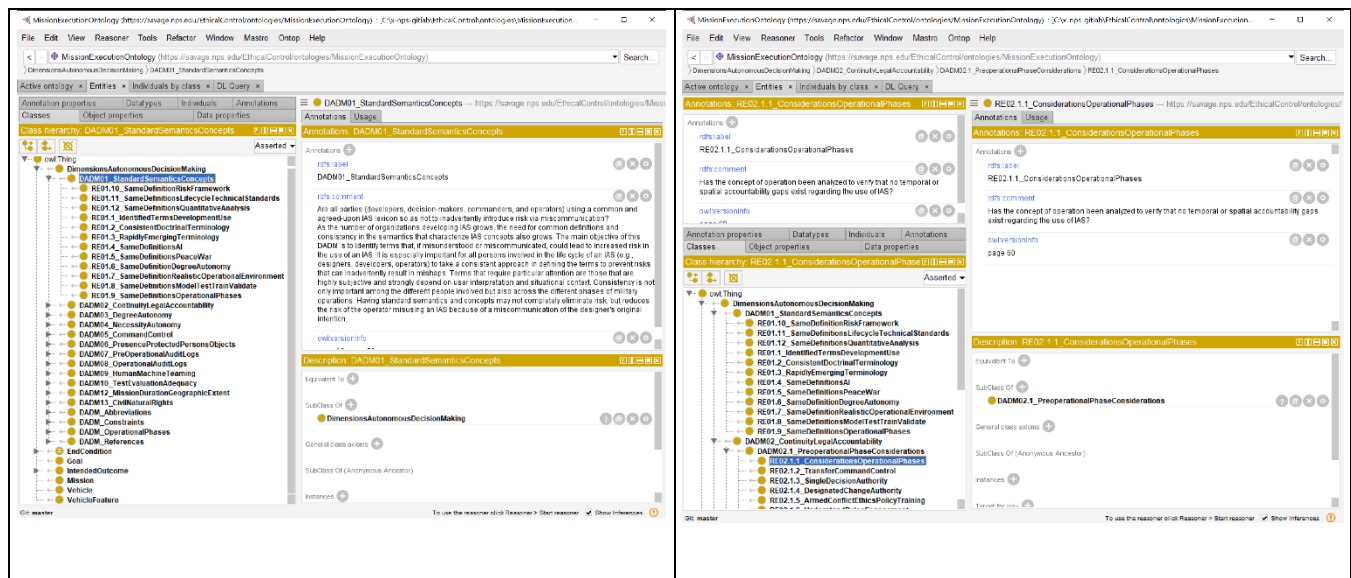 MissionExecutionOntology (https://savage.nps.edu/EthicalControl/ontologies/MissionExecutionOntology) : [C:\x-nps-gitlab\EthicalControl\ontologies\MissionExecution...
File Edit View Reasoner Tools Refactor Window Mastro Ontop Help
< > MissionExecutionOntology (https://savage.nps.edu/EthicalControl/ontologies/MissionExecutionOntology) Search...
DimensionsAutonomousDecisionMaking DADM01_StandardSemanticsConcepts
Active ontology × Entities × Individuals by class × DL Query ×
Annotation properties Datatypes Individuals Annotations
Classes Object properties Data properties
Class hierarchy: DADM01_StandardSemanticsConcepts
Asserted
owl:Thing
DimensionsAutonomousDecisionMaking
DADM01_StandardSemanticsConcepts
RE01.10_SameDefinitionRiskFramework
RE01.11_SameDefinitionsLifecycleTechnicalStandards
RE01.12_SameDefinitionsQuantitativeAnalysis
RE01.1_IdentifiedTermsDevelopmentUse
RE01.2_ConsistentDoctrinalTerminology
RE01.3_RapidlyEmergingTerminology
RE01.4_SameDefinitionsAI
RE01.5_SameDefinitionsPeaceWar
RE01.6_SameDefinitionDegreeAutonomy
RE01.7_SameDefinitionRealisticOperationalEnvironment
RE01.8_SameDefinitionsModelTestTrainValidate
RE01.9_SameDefinitionsOperationalPhases
DADM02_ContinuityLegalAccountability
DADM03_DegreeAutonomy
DADM04_NecessityAutonomy
DADM05_CommandControl
DADM06_PresenceProtectedPersonsObjects
DADM07_PreOperationalAuditLogs
DADM08_OperationalAuditLogs
DADM09_HumanMachineTeaming
DADM10_TestEvaluationAdequacy
DADM12_MissionDurationGeographicExtent
DADM13_CivilNaturalRights
DADM_Abbreviations
DADM_Constraints
DADM_OperationalPhases
DADM_References
EndCondition
Goal
IntendedOutcome
Mission
Vehicle
VehicleFeature
Git: master
DADM01_StandardSemanticsConcepts — https://savage.nps.edu/EthicalControl/ontologies/Missi
Annotations Usage
Annotations: DADM01_StandardSemanticsConcepts
Annotations
rdfs:label
DADM01_StandardSemanticsConcepts
rdfs:comment
Are all parties (developers, decision-makers, commanders, and operators) using a common and
agreed-upon IAS lexicon so as not to inadvertently introduce risk via miscommunication?
As the number of organizations developing IAS grows, the need for common definitions and
consistency in the semantics that characterize IAS concepts also grows. The main objective of this
DADM is to identify terms that, if misunderstood or miscommunicated, could lead to increased risk in
the use of an IAS. It is especially important for all persons involved in the life cycle of an IAS (e.g.,
designers, developers, operators) to take a consistent approach in defining the terms to prevent risks
that can inadvertently result in mishaps. Terms that require particular attention are those that are
highly subjective and strongly depend on user interpretation and situational context. Consistency is not
only important among the different people involved but also across the different phases of military
operations. Having standard semantics and concepts may not completely eliminate risk, but reduces
the risk of the operator misusing an IAS because of a miscommunication of the designer's original
intention.
owl:versionInfo
Description: DADM01_StandardSemanticsConcepts
Equivalent To
SubClass Of
DimensionsAutonomousDecisionMaking
General class axioms
SubClass Of (Anonymous Ancestor)
Instances
To use the reasoner click Reasoner > Start reasoner Show Inferences
MissionExecutionOntology (https://savage.nps.edu/EthicalControl/ontologies/MissionExecutionOntology) : [C:\x-nps-gitlab\EthicalControl\ontologies\MissionExecution...
File Edit View Reasoner Tools Refactor Window Mastro Ontop Help
< > MissionExecutionOntology (https://savage.nps.edu/EthicalControl/ontologies/MissionExecutionOntology) Search...
DimensionsAutonomousDecisionMaking DADM02_ContinuityLegalAccountability DADM02.1_PreoperationalPhaseConsiderations RE02.1.1_ConsiderationsOperationalPhases
Active ontology × Entities × Individuals by class × DL Query ×
Annotations: RE02.1.1_ConsiderationsOperationalPhases
Annotations
rdfs:label
RE02.1.1_ConsiderationsOperationalPhases
rdfs:comment
Has the concept of operation been analyzed to verify that no temporal or
spatial accountability gaps exist regarding the use of IAS?
owl:versionInfo
Annotation properties Datatypes Individuals Annotations
Classes Object properties Data properties
Class hierarchy: RE02.1.1_ConsiderationsOperationalPhase
Asserted
owl:Thing
DimensionsAutonomousDecisionMaking
DADM01_StandardSemanticsConcepts
RE01.10_SameDefinitionRiskFramework
RE01.11_SameDefinitionsLifecycleTechnicalStandards
RE01.12_SameDefinitionsQuantitativeAnalysis
RE01.1_IdentifiedTermsDevelopmentUse
RE01.2_ConsistentDoctrinalTerminology
RE01.3_RapidlyEmergingTerminology
RE01.4_SameDefinitionsAI
RE01.5_SameDefinitionsPeaceWar
RE01.6_SameDefinitionDegreeAutonomy
RE01.7_SameDefinitionRealisticOperationalEnvironment
RE01.8_SameDefinitionsModelTestTrainValidate
RE01.9_SameDefinitionsOperationalPhases
DADM02_ContinuityLegalAccountability
DADM02.1_PreoperationalPhaseConsiderations
RE02.1.1_ConsiderationsOperationalPhases
RE02.1.2_TransferCommandControl
RE02.1.3_SingleDecisionAuthority
RE02.1.4_DesignatedChangeAuthority
RE02.1.5_ArmedConflictEthicsPolicyTraining
Git: master
RE02.1.1_ConsiderationsOperationalPhases — https://savage.nps.edu/EthicalControl/ontologies/
Annotations Usage
Annotations: RE02.1.1_ConsiderationsOperationalPhases
Annotations
rdfs:label
RE02.1.1_ConsiderationsOperationalPhases
rdfs:comment
Has the concept of operation been analyzed to verify that no temporal or spatial accountability gaps
exist regarding the use of IAS?
owl:versionInfo
page 60
Description: RE02.1.1_ConsiderationsOperationalPhases
Equivalent To
SubClass Of
DADM02.1_PreoperationalPhaseConsiderations
General class axioms
SubClass Of (Anonymous Ancestor)
Instances
Target for Key
To use the reasoner click Reasoner > Start reasoner Show Inferences